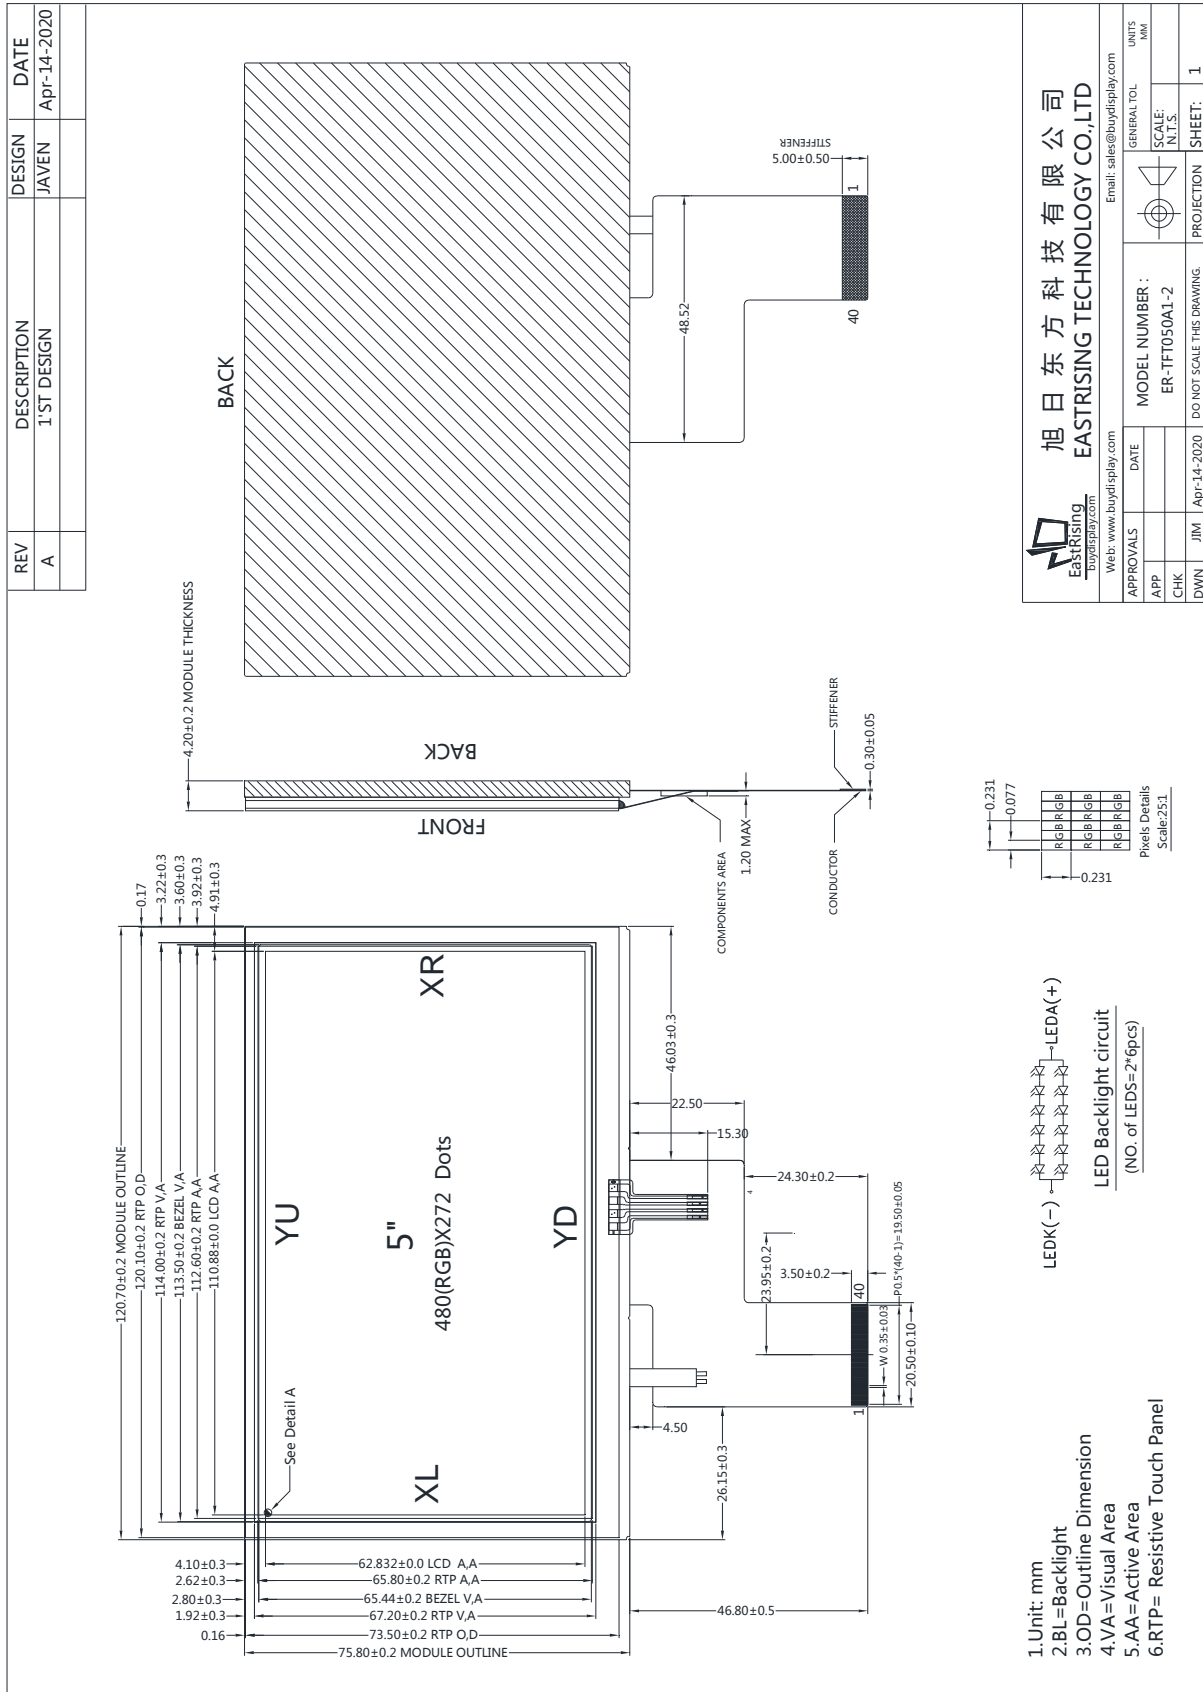 REV DESCRIPTION DESIGN DATE
A 1'ST DESIGN JAVEN Apr-14-2020
120.70±0.2 MODULE OUTLINE
120.10±0.2 RTP O,D
0.17
114.00±0.2 RTP V,A
3.22±0.3
113.50±0.2 BEZEL V,A
3.60±0.3
112.60±0.2 RTP A,A
3.92±0.3
110.88±0.0 LCD A,A
4.91±0.3
4.20±0.2 MODULE THICKNESS
See Detail A
YU
XL
XR
5"
480(RGB)X272 Dots
YD
FRONT
BACK
BACK
4.10±0.3
62.832±0.0 LCD A,A
2.62±0.3
65.80±0.2 RTP A,A
2.80±0.3
65.44±0.2 BEZEL V,A
1.92±0.3
67.20±0.2 RTP V,A
0.16
73.50±0.2 RTP O,D
75.80±0.2 MODULE OUTLINE
46.80±0.5
26.15±0.3
4.50
46.03±0.3
22.50
15.30
4
24.30±0.2
23.95±0.2
3.50±0.2
1
40
W 0.35±0.03
P0.5*(40-1)=19.50±0.05
20.50±0.10
COMPONENTS AREA
1.20 MAX
CONDUCTOR
STIFFENER
0.30±0.05
48.52
40
1
5.00±0.50
STIFFENER
1.Unit: mm
2.BL=Backlight
3.OD=Outline Dimension
4.VA=Visual Area
5.AA=Active Area
6.RTP= Resistive Touch Panel
LEDK(−)
LEDA(+)
LED Backlight circuit
(NO. of LEDS=2*6pcs)
0.231
0.077
R G B R G B R G B
R G B R G B R G B
0.231
Pixels Details
Scale:25:1
旭日东方科技有限公司
EASTRISING TECHNOLOGY CO.,LTD
EastRising
buydisplay.com
Web: www.buydisplay.com Email: sales@buydisplay.com
APPROVALS DATE
APP
CHK
DWN JIM Apr-14-2020
MODEL NUMBER :
ER-TFT050A1-2
DO NOT SCALE THIS DRAWING.
PROJECTION
GENERAL TOL
UNITS
MM
SCALE:
N.T.S.
SHEET: 1